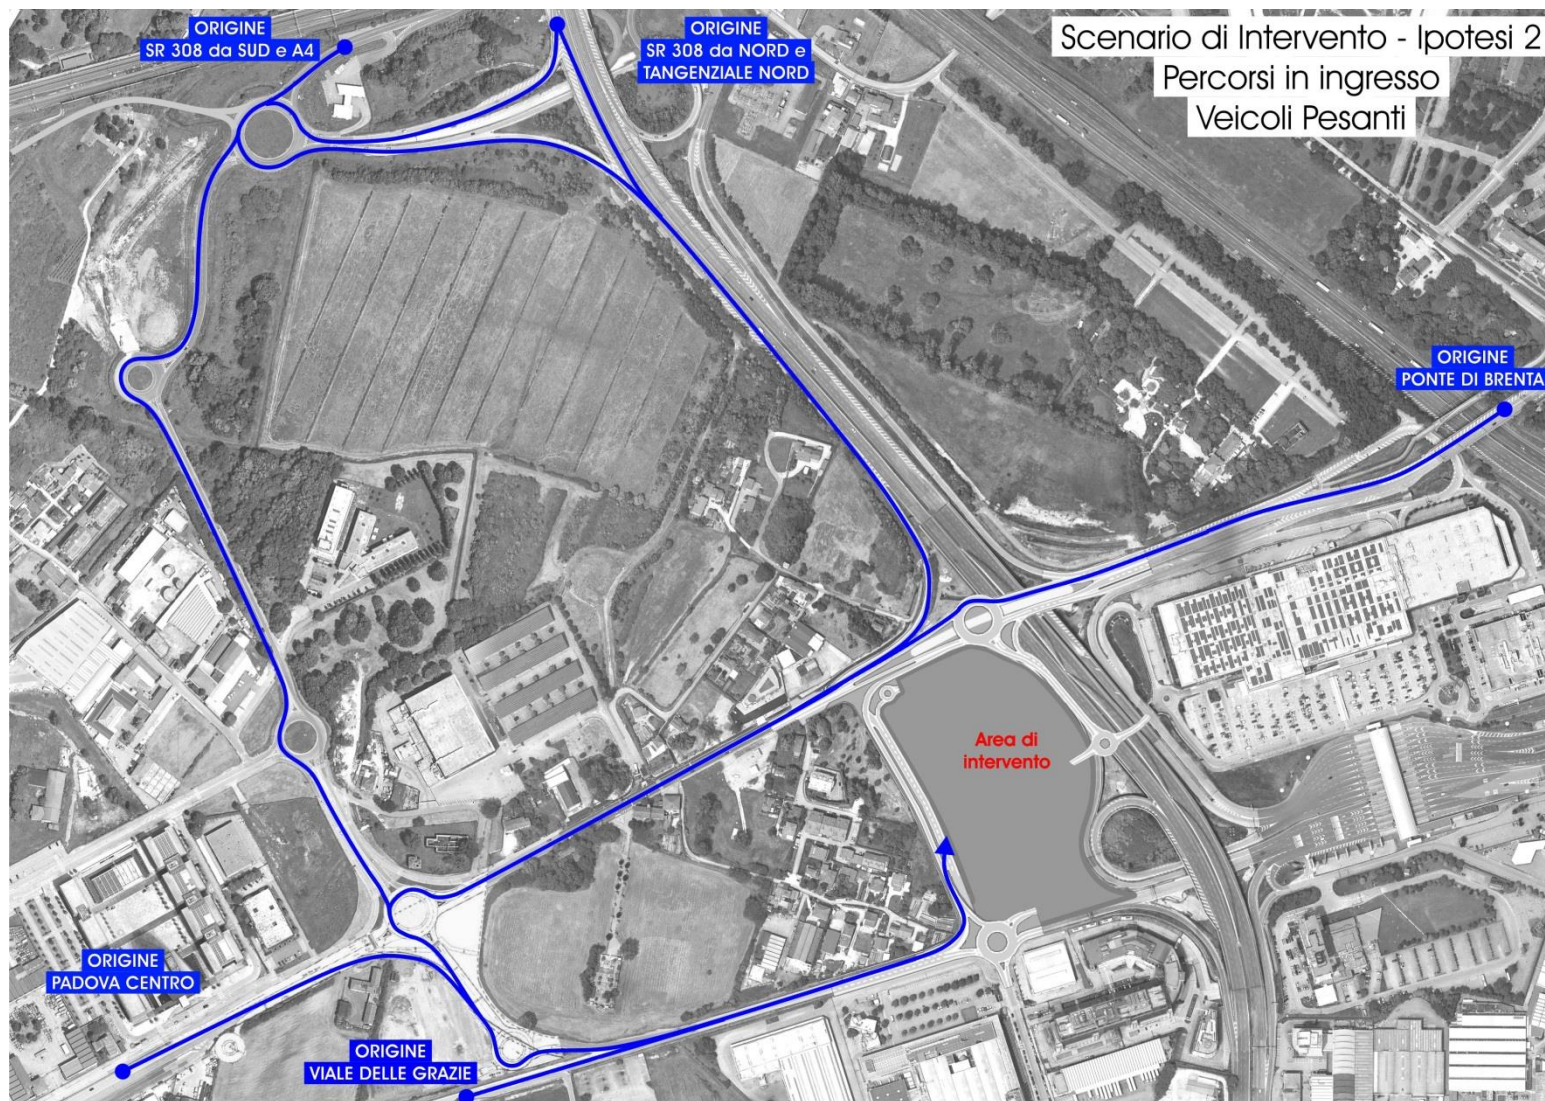 ORIGINE
SR 308 da SUD e A4
ORIGINE
SR 308 da NORD e
TANGENZIALE NORD
Scenario di Intervento - Ipotesi 2
Percorsi in ingresso
Veicoli Pesanti
ORIGINE
PONTE DI BRENTA
Area di
intervento
ORIGINE
PADOVA CENTRO
ORIGINE
VIALE DELLE GRAZIE